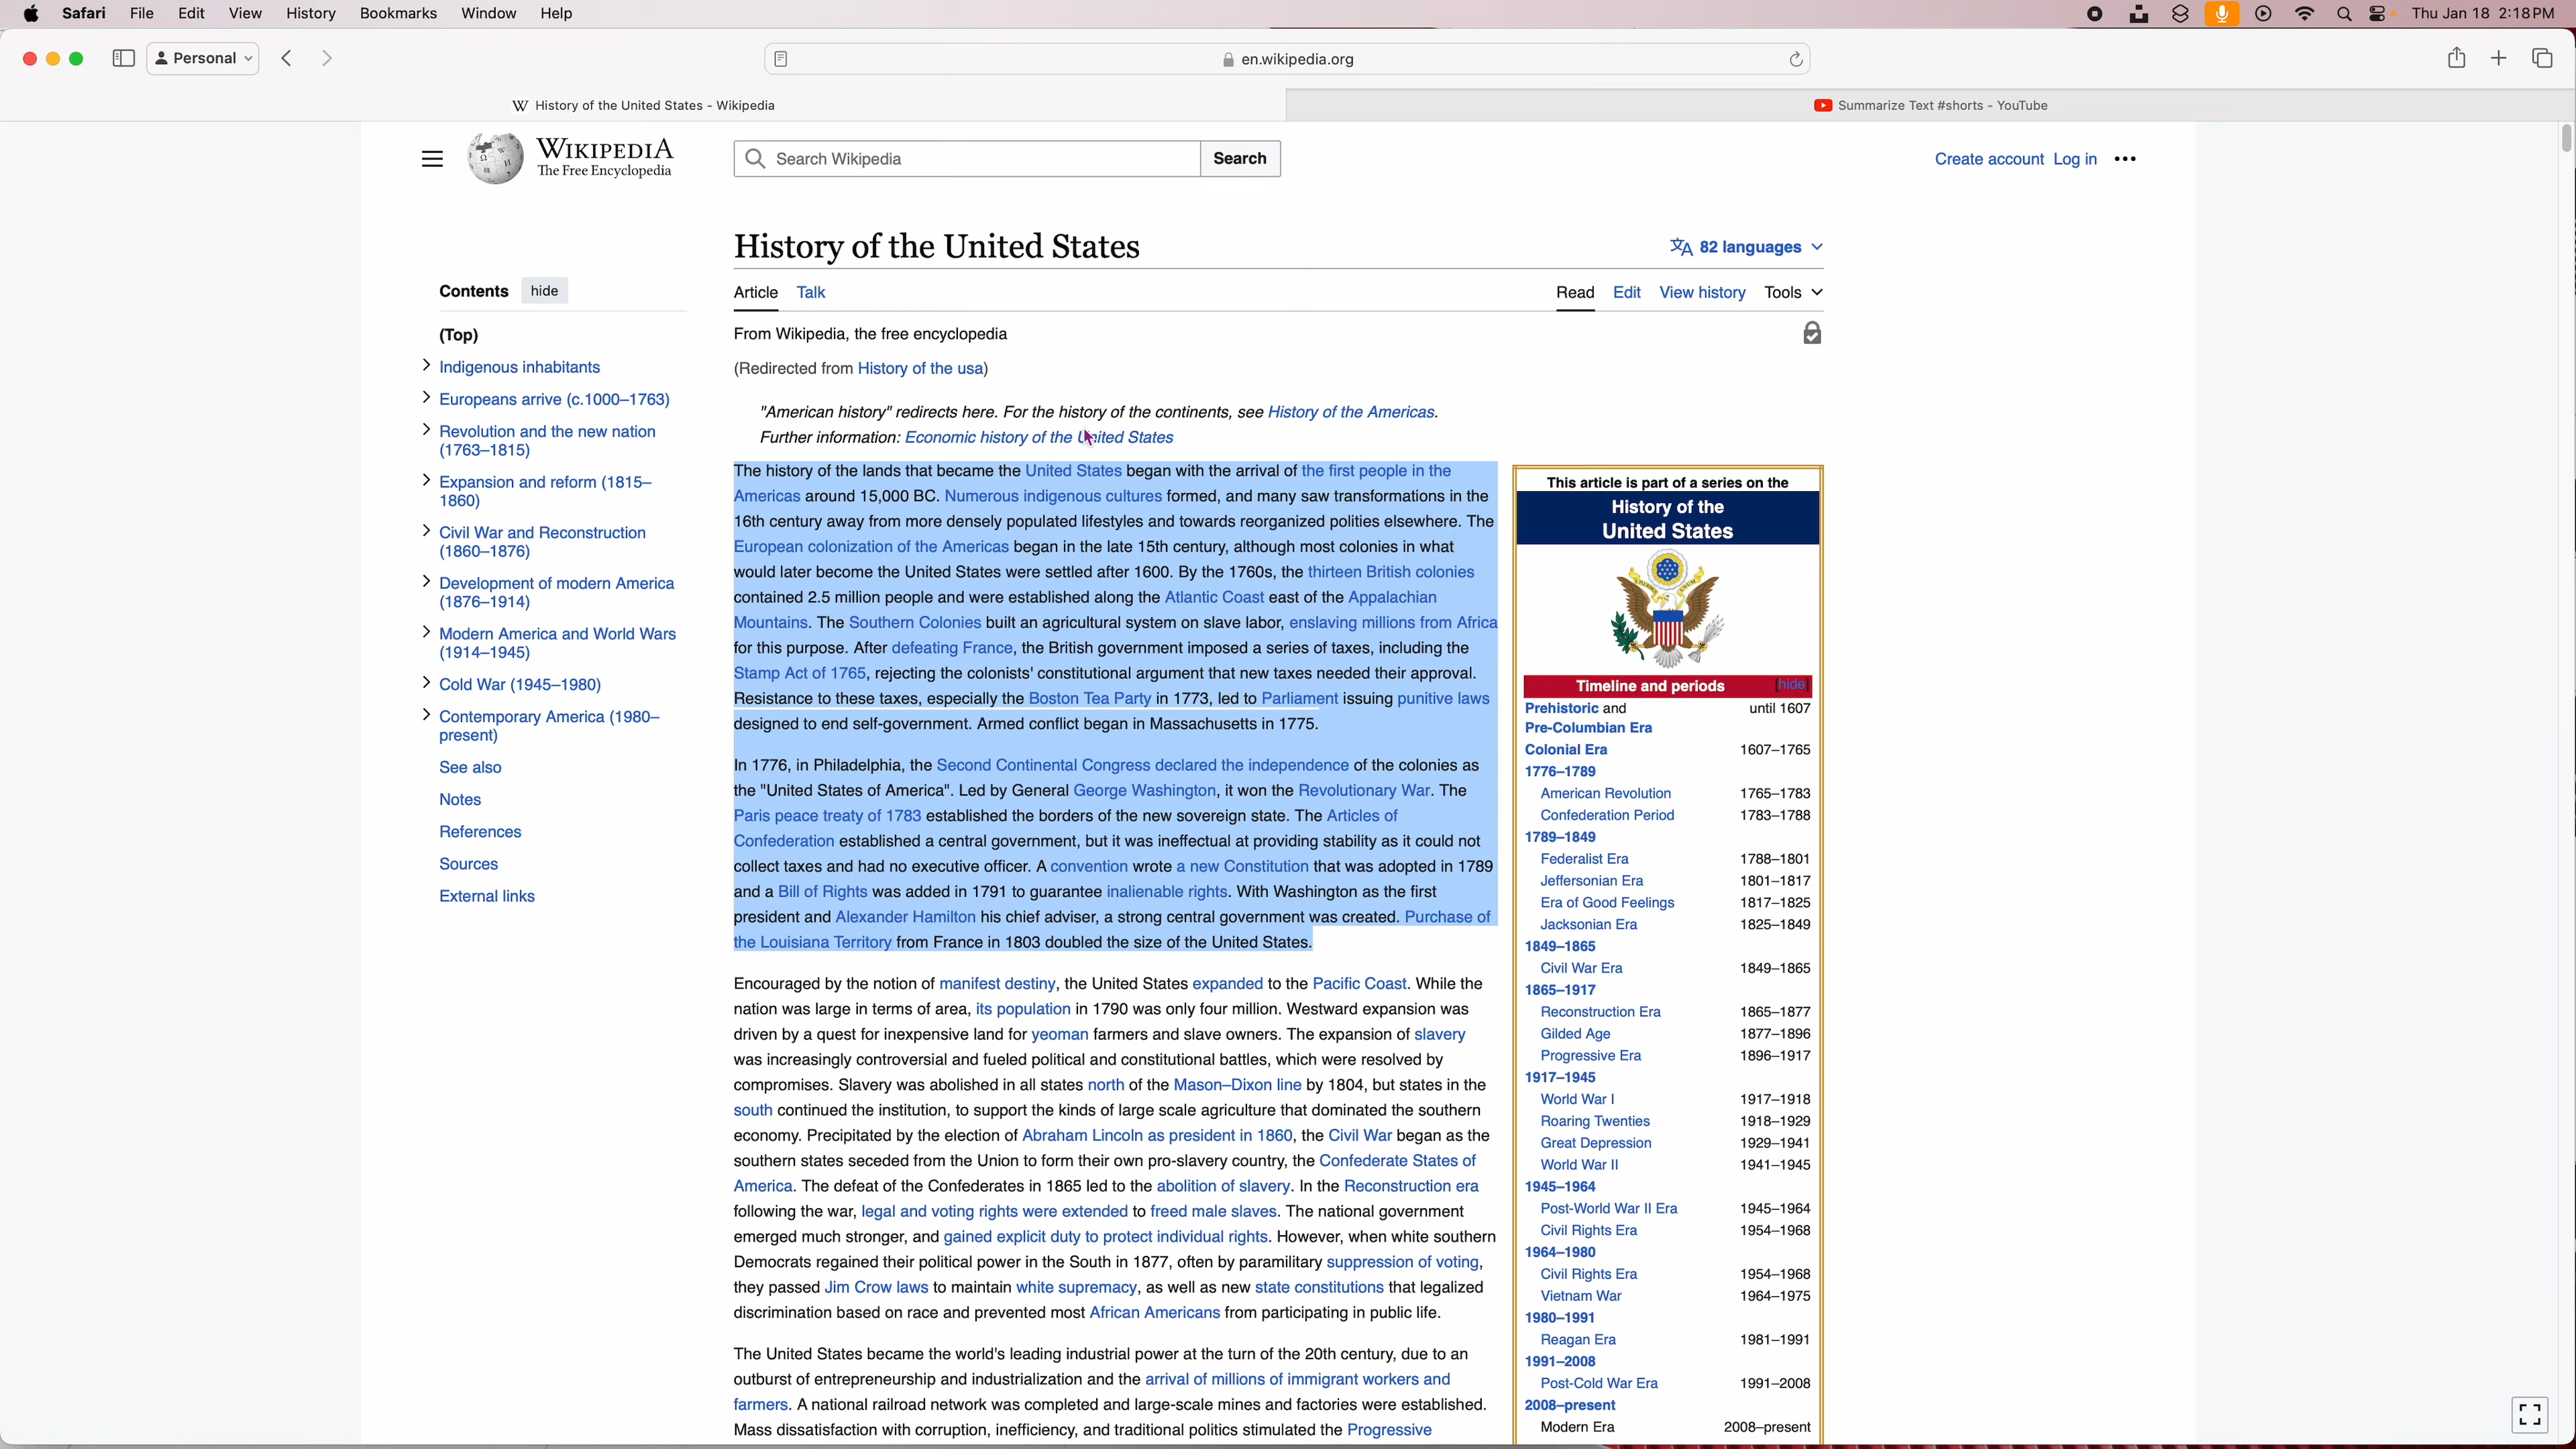 Safari File Edit View History Bookmarks Window Help
Thu Jan 18 2:18 PM
Personal
en.wikipedia.org
W History of the United States - Wikipedia
Summarize Text #shorts - YouTube
WIKIPEDIA
The Free Encyclopedia
Search Wikipedia
Search
Create account Log in
History of the United States
82 languages
Article Talk
Read Edit View history Tools
From Wikipedia, the free encyclopedia
(Redirected from History of the usa)
Contents hide
(Top)
Indigenous inhabitants
Europeans arrive (c.1000–1763)
Revolution and the new nation
(1763–1815)
Expansion and reform (1815–
1860)
Civil War and Reconstruction
(1860–1876)
Development of modern America
(1876–1914)
Modern America and World Wars
(1914–1945)
Cold War (1945–1980)
Contemporary America (1980–
present)
See also
Notes
References
Sources
External links
"American history" redirects here. For the history of the continents, see History of the Americas.
Further information: Economic history of the United States
The history of the lands that became the United States began with the arrival of the first people in the
Americas around 15,000 BC. Numerous indigenous cultures formed, and many saw transformations in the
16th century away from more densely populated lifestyles and towards reorganized polities elsewhere. The
European colonization of the Americas began in the late 15th century, although most colonies in what
would later become the United States were settled after 1600. By the 1760s, the thirteen British colonies
contained 2.5 million people and were established along the Atlantic Coast east of the Appalachian
Mountains. The Southern Colonies built an agricultural system on slave labor, enslaving millions from Africa
for this purpose. After defeating France, the British government imposed a series of taxes, including the
Stamp Act of 1765, rejecting the colonists' constitutional argument that new taxes needed their approval.
Resistance to these taxes, especially the Boston Tea Party in 1773, led to Parliament issuing punitive laws
designed to end self-government. Armed conflict began in Massachusetts in 1775.
In 1776, in Philadelphia, the Second Continental Congress declared the independence of the colonies as
the "United States of America". Led by General George Washington, it won the Revolutionary War. The
Paris peace treaty of 1783 established the borders of the new sovereign state. The Articles of
Confederation established a central government, but it was ineffectual at providing stability as it could not
collect taxes and had no executive officer. A convention wrote a new Constitution that was adopted in 1789
and a Bill of Rights was added in 1791 to guarantee inalienable rights. With Washington as the first
president and Alexander Hamilton his chief adviser, a strong central government was created. Purchase of
the Louisiana Territory from France in 1803 doubled the size of the United States.
Encouraged by the notion of manifest destiny, the United States expanded to the Pacific Coast. While the
nation was large in terms of area, its population in 1790 was only four million. Westward expansion was
driven by a quest for inexpensive land for yeoman farmers and slave owners. The expansion of slavery
was increasingly controversial and fueled political and constitutional battles, which were resolved by
compromises. Slavery was abolished in all states north of the Mason–Dixon line by 1804, but states in the
south continued the institution, to support the kinds of large scale agriculture that dominated the southern
economy. Precipitated by the election of Abraham Lincoln as president in 1860, the Civil War began as the
southern states seceded from the Union to form their own pro-slavery country, the Confederate States of
America. The defeat of the Confederates in 1865 led to the abolition of slavery. In the Reconstruction era
following the war, legal and voting rights were extended to freed male slaves. The national government
emerged much stronger, and gained explicit duty to protect individual rights. However, when white southern
Democrats regained their political power in the South in 1877, often by paramilitary suppression of voting,
they passed Jim Crow laws to maintain white supremacy, as well as new state constitutions that legalized
discrimination based on race and prevented most African Americans from participating in public life.
The United States became the world's leading industrial power at the turn of the 20th century, due to an
outburst of entrepreneurship and industrialization and the arrival of millions of immigrant workers and
farmers. A national railroad network was completed and large-scale mines and factories were established.
Mass dissatisfaction with corruption, inefficiency, and traditional politics stimulated the Progressive
This article is part of a series on the
History of the
United States
Timeline and periods [hide]
Prehistoric and until 1607
Pre-Columbian Era
Colonial Era 1607–1765
1776–1789
American Revolution 1765–1783
Confederation Period 1783–1788
1789–1849
Federalist Era 1788–1801
Jeffersonian Era 1801–1817
Era of Good Feelings 1817–1825
Jacksonian Era 1825–1849
1849–1865
Civil War Era 1849–1865
1865–1917
Reconstruction Era 1865–1877
Gilded Age 1877–1896
Progressive Era 1896–1917
1917–1945
World War I 1917–1918
Roaring Twenties 1918–1929
Great Depression 1929–1941
World War II 1941–1945
1945–1964
Post-World War II Era 1945–1964
Civil Rights Era 1954–1968
1964–1980
Civil Rights Era 1954–1968
Vietnam War 1964–1975
1980–1991
Reagan Era 1981–1991
1991–2008
Post-Cold War Era 1991–2008
2008–present
Modern Era 2008–present